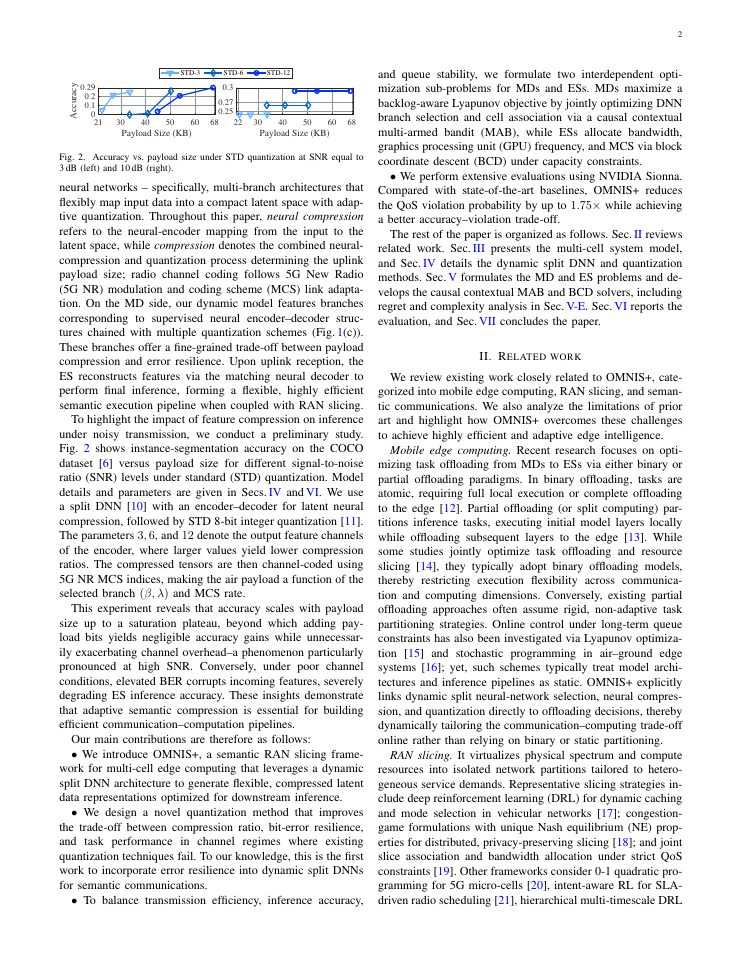 2
STD-3 STD-6 STD-12
Accuracy
0.29
0.2
0.1
0
21 30 40 50 60 68
Payload Size (KB)
0.3
0.27
0.25
22 30 40 50 60 68
Payload Size (KB)
Fig. 2. Accuracy vs. payload size under STD quantization at SNR equal to
3 dB (left) and 10 dB (right).
neural networks – specifically, multi-branch architectures that
flexibly map input data into a compact latent space with adap-
tive quantization. Throughout this paper, neural compression
refers to the neural-encoder mapping from the input to the
latent space, while compression denotes the combined neural-
compression and quantization process determining the uplink
payload size; radio channel coding follows 5G New Radio
(5G NR) modulation and coding scheme (MCS) link adapta-
tion. On the MD side, our dynamic model features branches
corresponding to supervised neural encoder–decoder struc-
tures chained with multiple quantization schemes (Fig. 1(c)).
These branches offer a fine-grained trade-off between payload
compression and error resilience. Upon uplink reception, the
ES reconstructs features via the matching neural decoder to
perform final inference, forming a flexible, highly efficient
semantic execution pipeline when coupled with RAN slicing.
To highlight the impact of feature compression on inference
under noisy transmission, we conduct a preliminary study.
Fig. 2 shows instance-segmentation accuracy on the COCO
dataset [6] versus payload size for different signal-to-noise
ratio (SNR) levels under standard (STD) quantization. Model
details and parameters are given in Secs. IV and VI. We use
a split DNN [10] with an encoder–decoder for latent neural
compression, followed by STD 8-bit integer quantization [11].
The parameters 3, 6, and 12 denote the output feature channels
of the encoder, where larger values yield lower compression
ratios. The compressed tensors are then channel-coded using
5G NR MCS indices, making the air payload a function of the
selected branch (β, λ) and MCS rate.
This experiment reveals that accuracy scales with payload
size up to a saturation plateau, beyond which adding pay-
load bits yields negligible accuracy gains while unnecessar-
ily exacerbating channel overhead–a phenomenon particularly
pronounced at high SNR. Conversely, under poor channel
conditions, elevated BER corrupts incoming features, severely
degrading ES inference accuracy. These insights demonstrate
that adaptive semantic compression is essential for building
efficient communication–computation pipelines.
Our main contributions are therefore as follows:
• We introduce OMNIS+, a semantic RAN slicing frame-
work for multi-cell edge computing that leverages a dynamic
split DNN architecture to generate flexible, compressed latent
data representations optimized for downstream inference.
• We design a novel quantization method that improves
the trade-off between compression ratio, bit-error resilience,
and task performance in channel regimes where existing
quantization techniques fail. To our knowledge, this is the first
work to incorporate error resilience into dynamic split DNNs
for semantic communications.
• To balance transmission efficiency, inference accuracy,
and queue stability, we formulate two interdependent opti-
mization sub-problems for MDs and ESs. MDs maximize a
backlog-aware Lyapunov objective by jointly optimizing DNN
branch selection and cell association via a causal contextual
multi-armed bandit (MAB), while ESs allocate bandwidth,
graphics processing unit (GPU) frequency, and MCS via block
coordinate descent (BCD) under capacity constraints.
• We perform extensive evaluations using NVIDIA Sionna.
Compared with state-of-the-art baselines, OMNIS+ reduces
the QoS violation probability by up to 1.75× while achieving
a better accuracy–violation trade-off.
The rest of the paper is organized as follows. Sec. II reviews
related work. Sec. III presents the multi-cell system model,
and Sec. IV details the dynamic split DNN and quantization
methods. Sec. V formulates the MD and ES problems and de-
velops the causal contextual MAB and BCD solvers, including
regret and complexity analysis in Sec. V-E. Sec. VI reports the
evaluation, and Sec. VII concludes the paper.
II. RELATED WORK
We review existing work closely related to OMNIS+, cate-
gorized into mobile edge computing, RAN slicing, and seman-
tic communications. We also analyze the limitations of prior
art and highlight how OMNIS+ overcomes these challenges
to achieve highly efficient and adaptive edge intelligence.
Mobile edge computing. Recent research focuses on opti-
mizing task offloading from MDs to ESs via either binary or
partial offloading paradigms. In binary offloading, tasks are
atomic, requiring full local execution or complete offloading
to the edge [12]. Partial offloading (or split computing) par-
titions inference tasks, executing initial model layers locally
while offloading subsequent layers to the edge [13]. While
some studies jointly optimize task offloading and resource
slicing [14], they typically adopt binary offloading models,
thereby restricting execution flexibility across communica-
tion and computing dimensions. Conversely, existing partial
offloading approaches often assume rigid, non-adaptive task
partitioning strategies. Online control under long-term queue
constraints has also been investigated via Lyapunov optimiza-
tion [15] and stochastic programming in air–ground edge
systems [16]; yet, such schemes typically treat model archi-
tectures and inference pipelines as static. OMNIS+ explicitly
links dynamic split neural-network selection, neural compres-
sion, and quantization directly to offloading decisions, thereby
dynamically tailoring the communication–computing trade-off
online rather than relying on binary or static partitioning.
RAN slicing. It virtualizes physical spectrum and compute
resources into isolated network partitions tailored to hetero-
geneous service demands. Representative slicing strategies in-
clude deep reinforcement learning (DRL) for dynamic caching
and mode selection in vehicular networks [17]; congestion-
game formulations with unique Nash equilibrium (NE) prop-
erties for distributed, privacy-preserving slicing [18]; and joint
slice association and bandwidth allocation under strict QoS
constraints [19]. Other frameworks consider 0-1 quadratic pro-
gramming for 5G micro-cells [20], intent-aware RL for SLA-
driven radio scheduling [21], hierarchical multi-timescale DRL